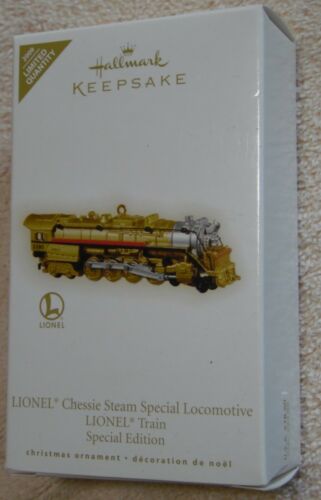 2009
LIMITED
QUANTITY
Hallmark
KEEPSAKE
L
LIONEL
LIONEL® Chessie Steam Special Locomotive
LIONEL® Train
Special Edition
christmas ornament • décoration de noël